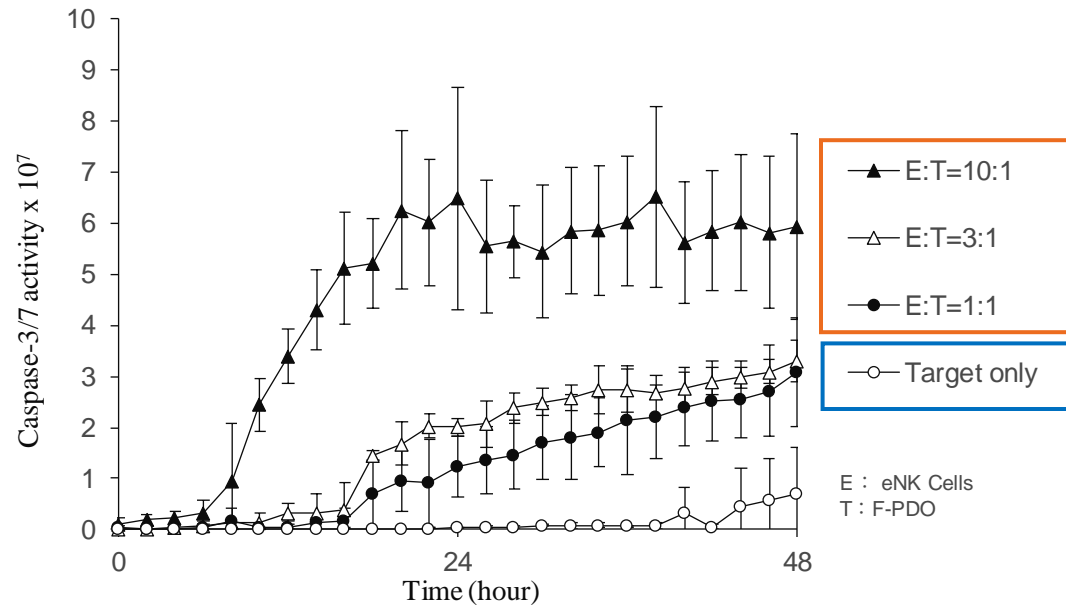 10
9
8
7
6
5
4
3
2
1
0
Caspase-3/7 activity x 10⁷
0
24
48
Time (hour)
E:T=10:1
E:T=3:1
E:T=1:1
Target only
E： eNK Cells
T：F-PDO